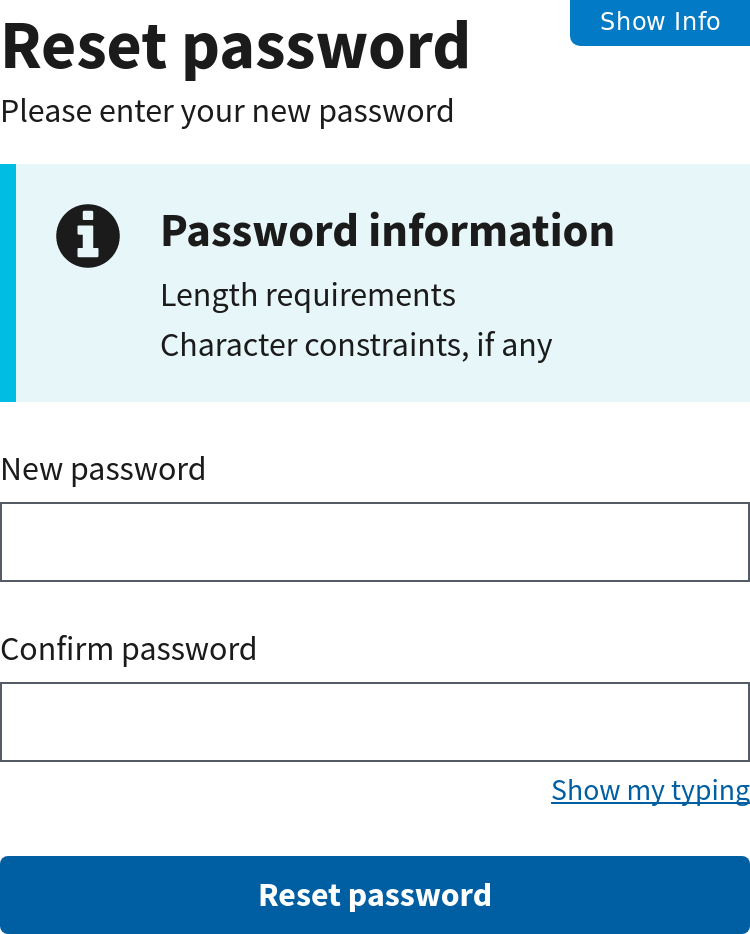 Show Info
Reset password
Please enter your new password
Password information
Length requirements
Character constraints, if any
New password
Confirm password
Show my typing
Reset password